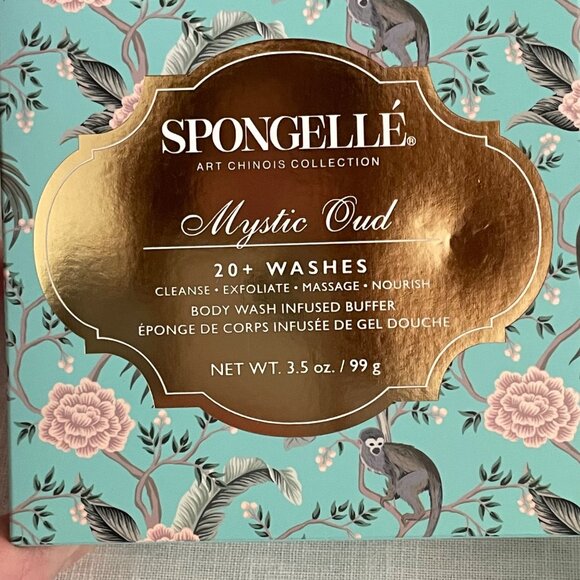 SPONGELLÉ®
ART CHINOIS COLLECTION
Mystic Oud
20+ WASHES
CLEANSE • EXFOLIATE • MASSAGE • NOURISH
BODY WASH INFUSED BUFFER
ÉPONGE DE CORPS INFUSÉE DE GEL DOUCHE
NET WT. 3.5 oz. / 99 g